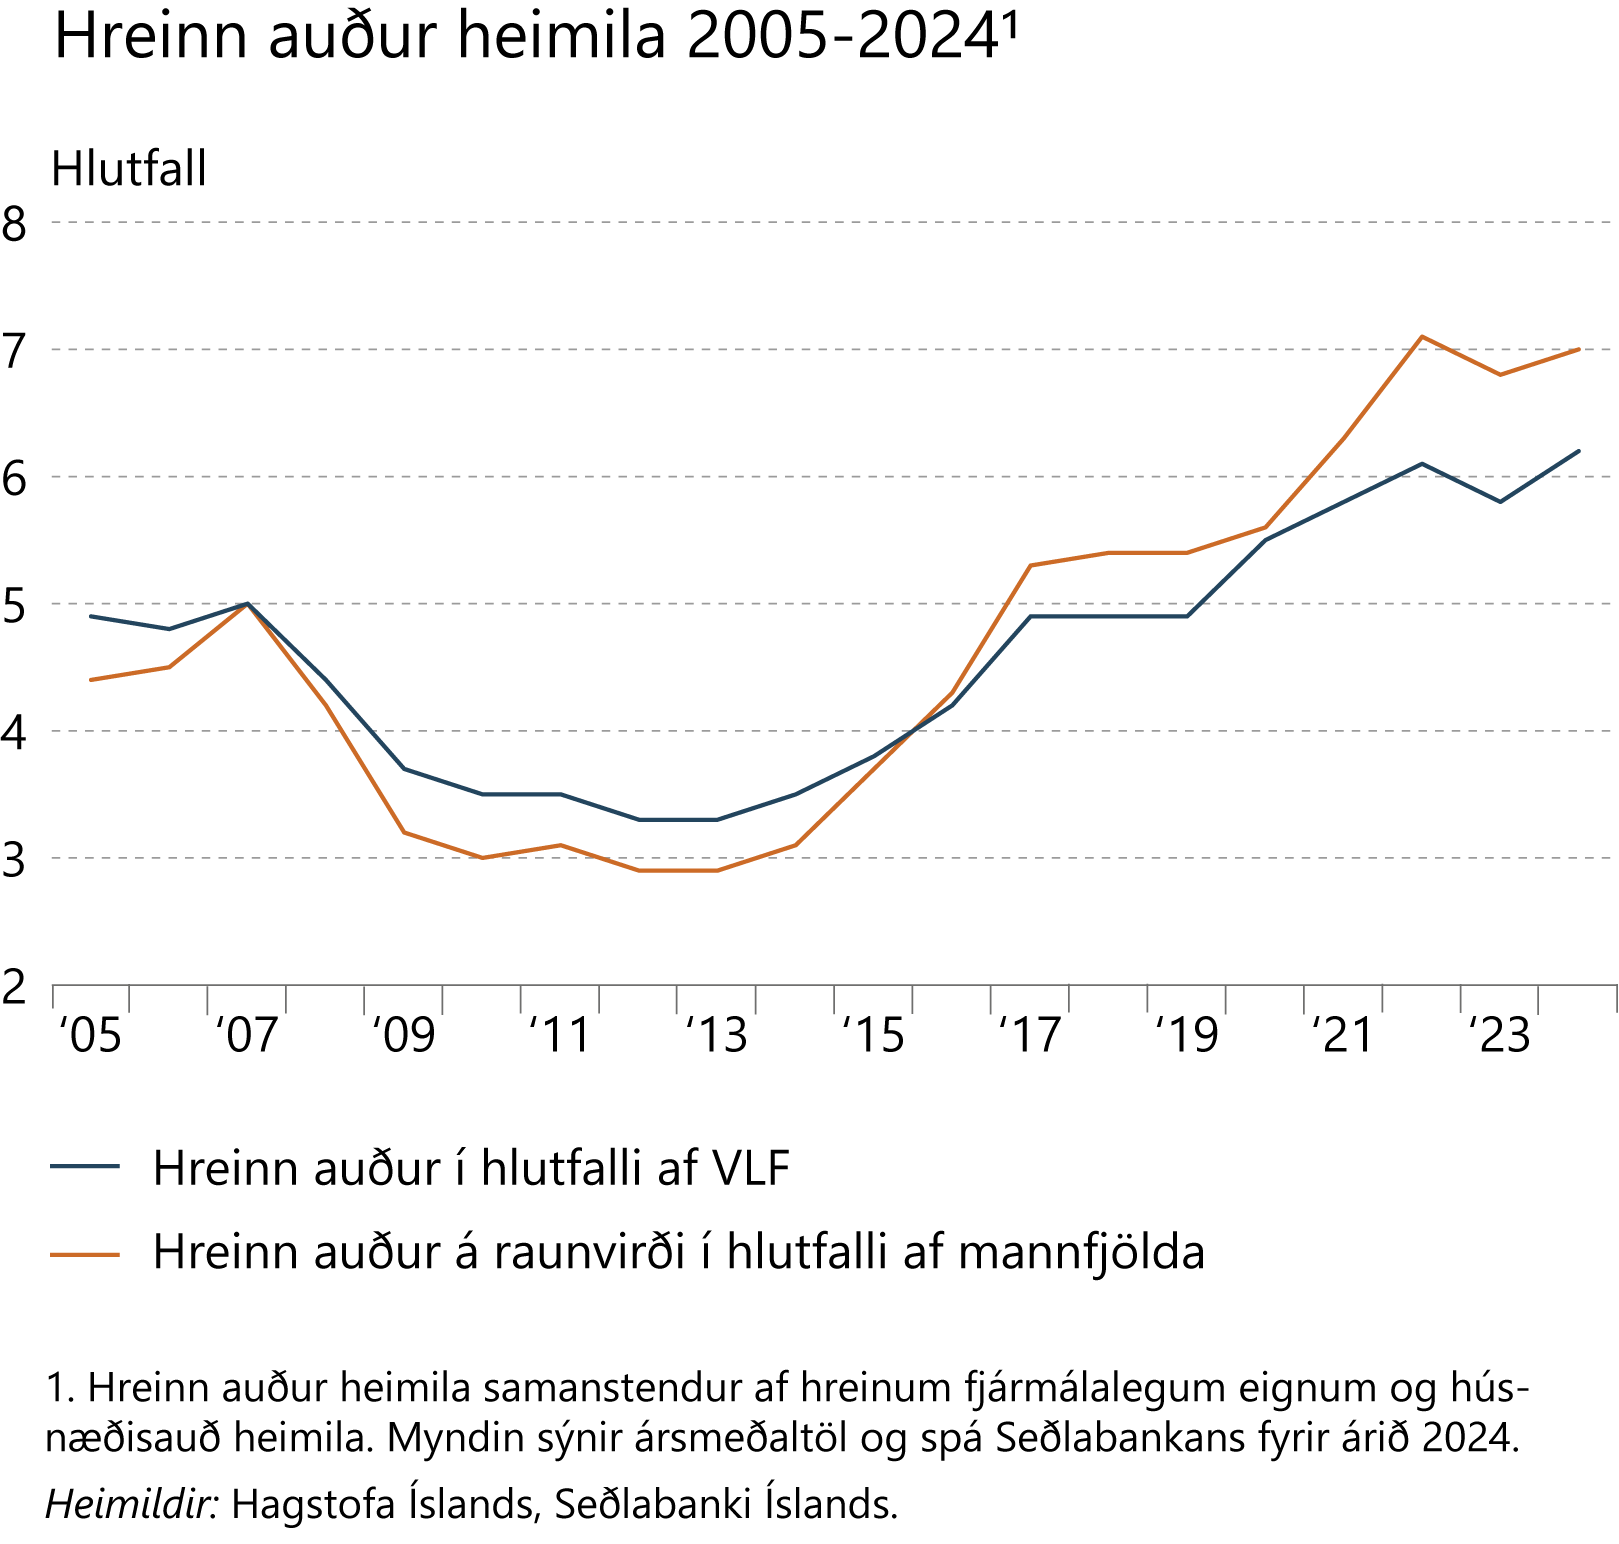 Hreinn auður heimila 2005-2024¹
Hlutfall
8
7
6
5
4
3
2
‘05 ‘07 ‘09 ‘11 ‘13 ‘15 ‘17 ‘19 ‘21 ‘23
Hreinn auður í hlutfalli af VLF
Hreinn auður á raunvirði í hlutfalli af mannfjölda
1. Hreinn auður heimila samanstendur af hreinum fjármálalegum eignum og hús-
næðisauð heimila. Myndin sýnir ársmeðaltöl og spá Seðlabankans fyrir árið 2024.
Heimildir: Hagstofa Íslands, Seðlabanki Íslands.